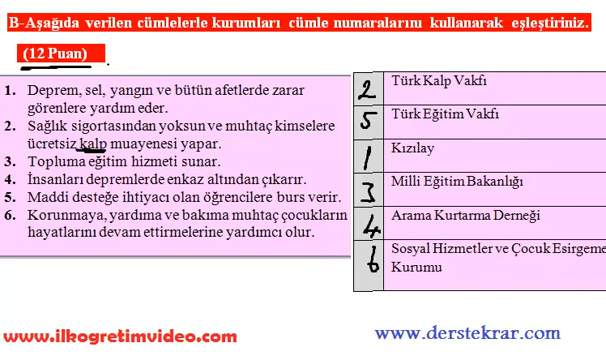 B-Aşağıda verilen cümlelerle kurumları cümle numaralarını kullanarak eşleştiriniz.
(12 Puan)
.
1. Deprem, sel, yangın ve bütün afetlerde zarar
görenlere yardım eder.
2. Sağlık sigortasından yoksun ve muhtaç kimselere
ücretsiz kalp muayenesi yapar.
3. Topluma eğitim hizmeti sunar.
4. İnsanları depremlerde enkaz altından çıkarır.
5. Maddi desteğe ihtiyacı olan öğrencilere burs verir.
6. Korunmaya, yardıma ve bakıma muhtaç çocukların
hayatlarını devam ettirmelerine yardımcı olur.
2 Türk Kalp Vakfı
5 Türk Eğitim Vakfı
1 Kızılay
3 Milli Eğitim Bakanlığı
4 Arama Kurtarma Derneği
6 Sosyal Hizmetler ve Çocuk Esirgeme
Kurumu
www.ilkogretimvideo.com
www.derstekrar.com